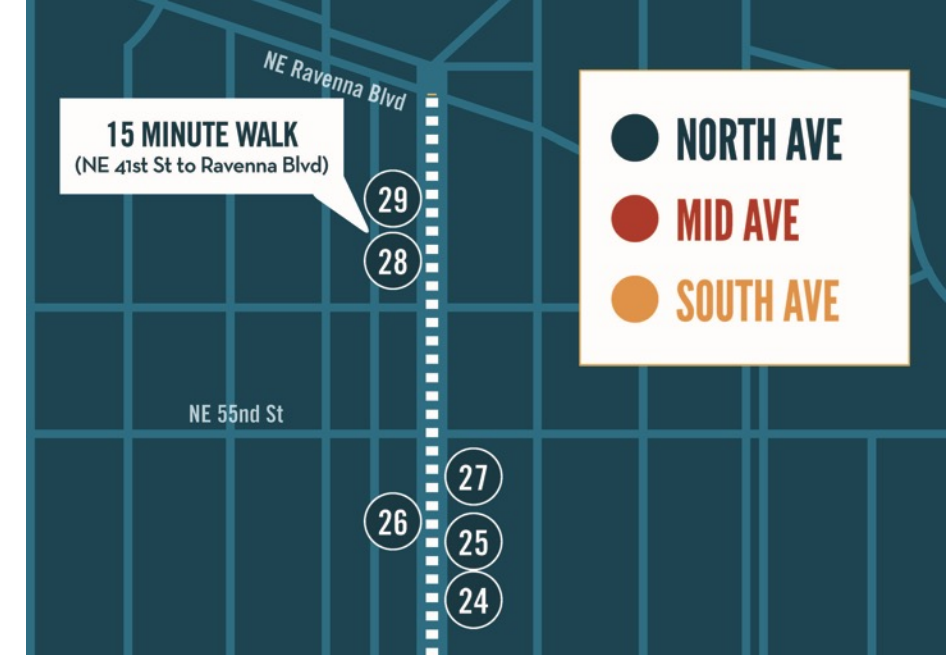 NE Ravenna Blvd
15 MINUTE WALK
(NE 41st St to Ravenna Blvd)
NORTH AVE
MID AVE
SOUTH AVE
29
28
NE 55nd St
27
26
25
24